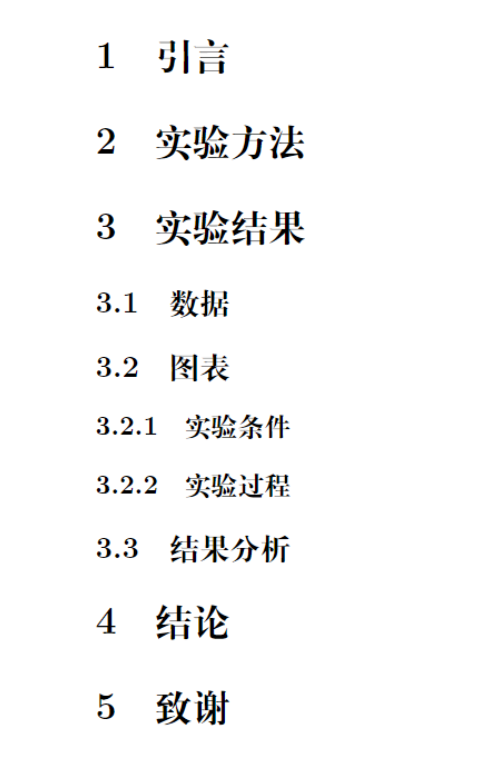 1 引言
2 实验方法
3 实验结果
3.1 数据
3.2 图表
3.2.1 实验条件
3.2.2 实验过程
3.3 结果分析
4 结论
5 致谢